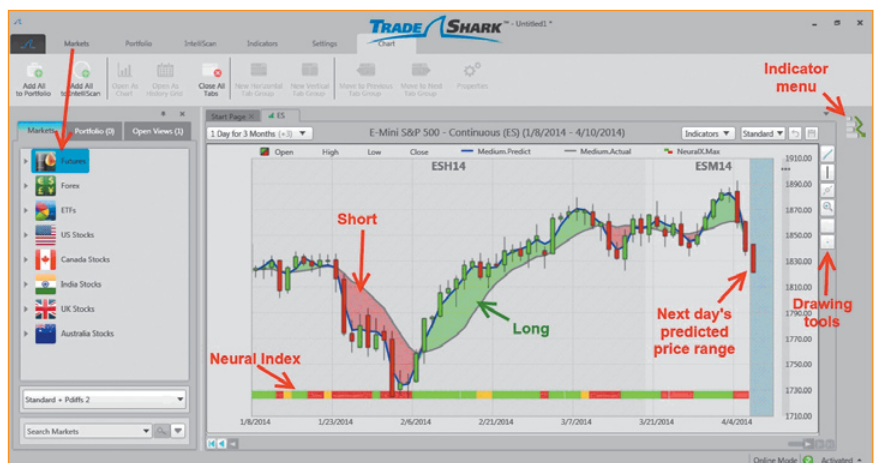 TRADE SHARK™ - Untitled1 *
Markets Portfolio IntelliScan Indicators Settings Chart
Add All to Portfolio
Add All to IntelliScan
Open As Chart
Open As History Grid
Close All Tabs
New Horizontal Tab Group
New Vertical Tab Group
Move to Previous Tab Group
Move to Next Tab Group
Properties
Indicator
menu
Markets Portfolio (0) Open Views (1)
Futures
Forex
ETFs
US Stocks
Canada Stocks
India Stocks
UK Stocks
Australia Stocks
Standard + Pdiffs 2
Search Markets
Start Page ES
1 Day for 3 Months (+3) E-Mini S&P 500 - Continuous (ES) (1/8/2014 - 4/10/2014) Indicators Standard
Open High Low Close Medium.Predict Medium.Actual NeuralX.Max
ESH14 ESM14
1910.00
1890.00
1870.00
1850.00
1830.00
1810.00
1790.00
1770.00
1750.00
1730.00
1710.00
Short
Long
Next day's
predicted
price range
Drawing
tools
Neural Index
1/8/2014 1/23/2014 2/6/2014 2/21/2014 3/7/2014 3/21/2014 4/4/2014
Online Mode Activated